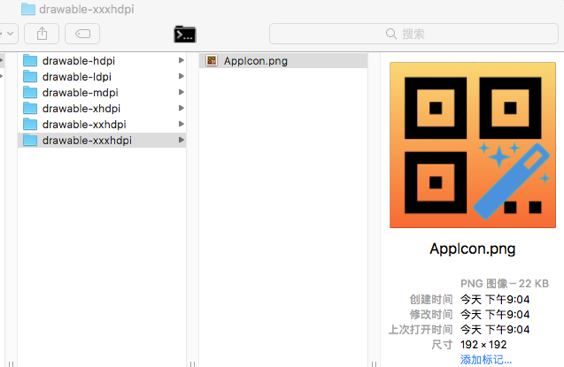 drawable-xxxhdpi
搜索
drawable-hdpi
drawable-ldpi
drawable-mdpi
drawable-xhdpi
drawable-xxhdpi
drawable-xxxhdpi
AppIcon.png
AppIcon.png
PNG 图像 – 22 KB
创建时间 今天 下午9:04
修改时间 今天 下午9:04
上次打开时间 今天 下午9:04
尺寸 192 × 192
添加标记...